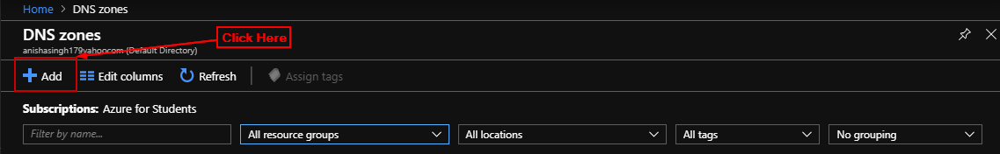 Home > DNS zones
DNS zones
Click Here
anishasingh179yahoocom (Default Directory)
Add Edit columns Refresh Assign tags
Subscriptions: Azure for Students
Filter by name... All resource groups All locations All tags No grouping